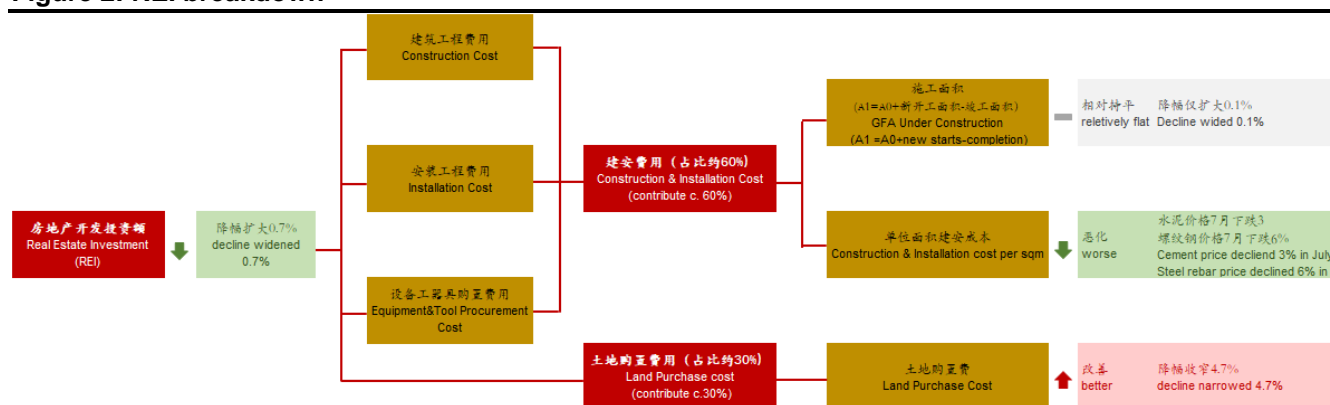 建筑工程费用
Construction Cost
安装工程费用
Installation Cost
房地产开发投资额
Real Estate Investment
(REI)
降幅扩大0.7%
decline widened
0.7%
设备工器具购置费用
Equipment&Tool Procurement
Cost
建安费用 (占比约60%)
Construction & Installation Cost
(contribute c. 60%)
土地购置费用 (占比约30%)
Land Purchase cost
(contribute c.30%)
施工面积
(A1=A0+新开工面积-竣工面积)
GFA Under Construction
(A1 =A0+new starts-completion)
相对持平 降幅仅扩大0.1%
reletively flat Decline wided 0.1%
单位面积建安成本
Construction & Installation cost per sqm
恶化
worse
水泥价格7月下跌3
螺纹钢价格7月下跌6%
Cement price decliend 3% in July
Steel rebar price declined 6% in
土地购置费
Land Purchase Cost
改善 降幅收窄4.7%
better decline narrowed 4.7%